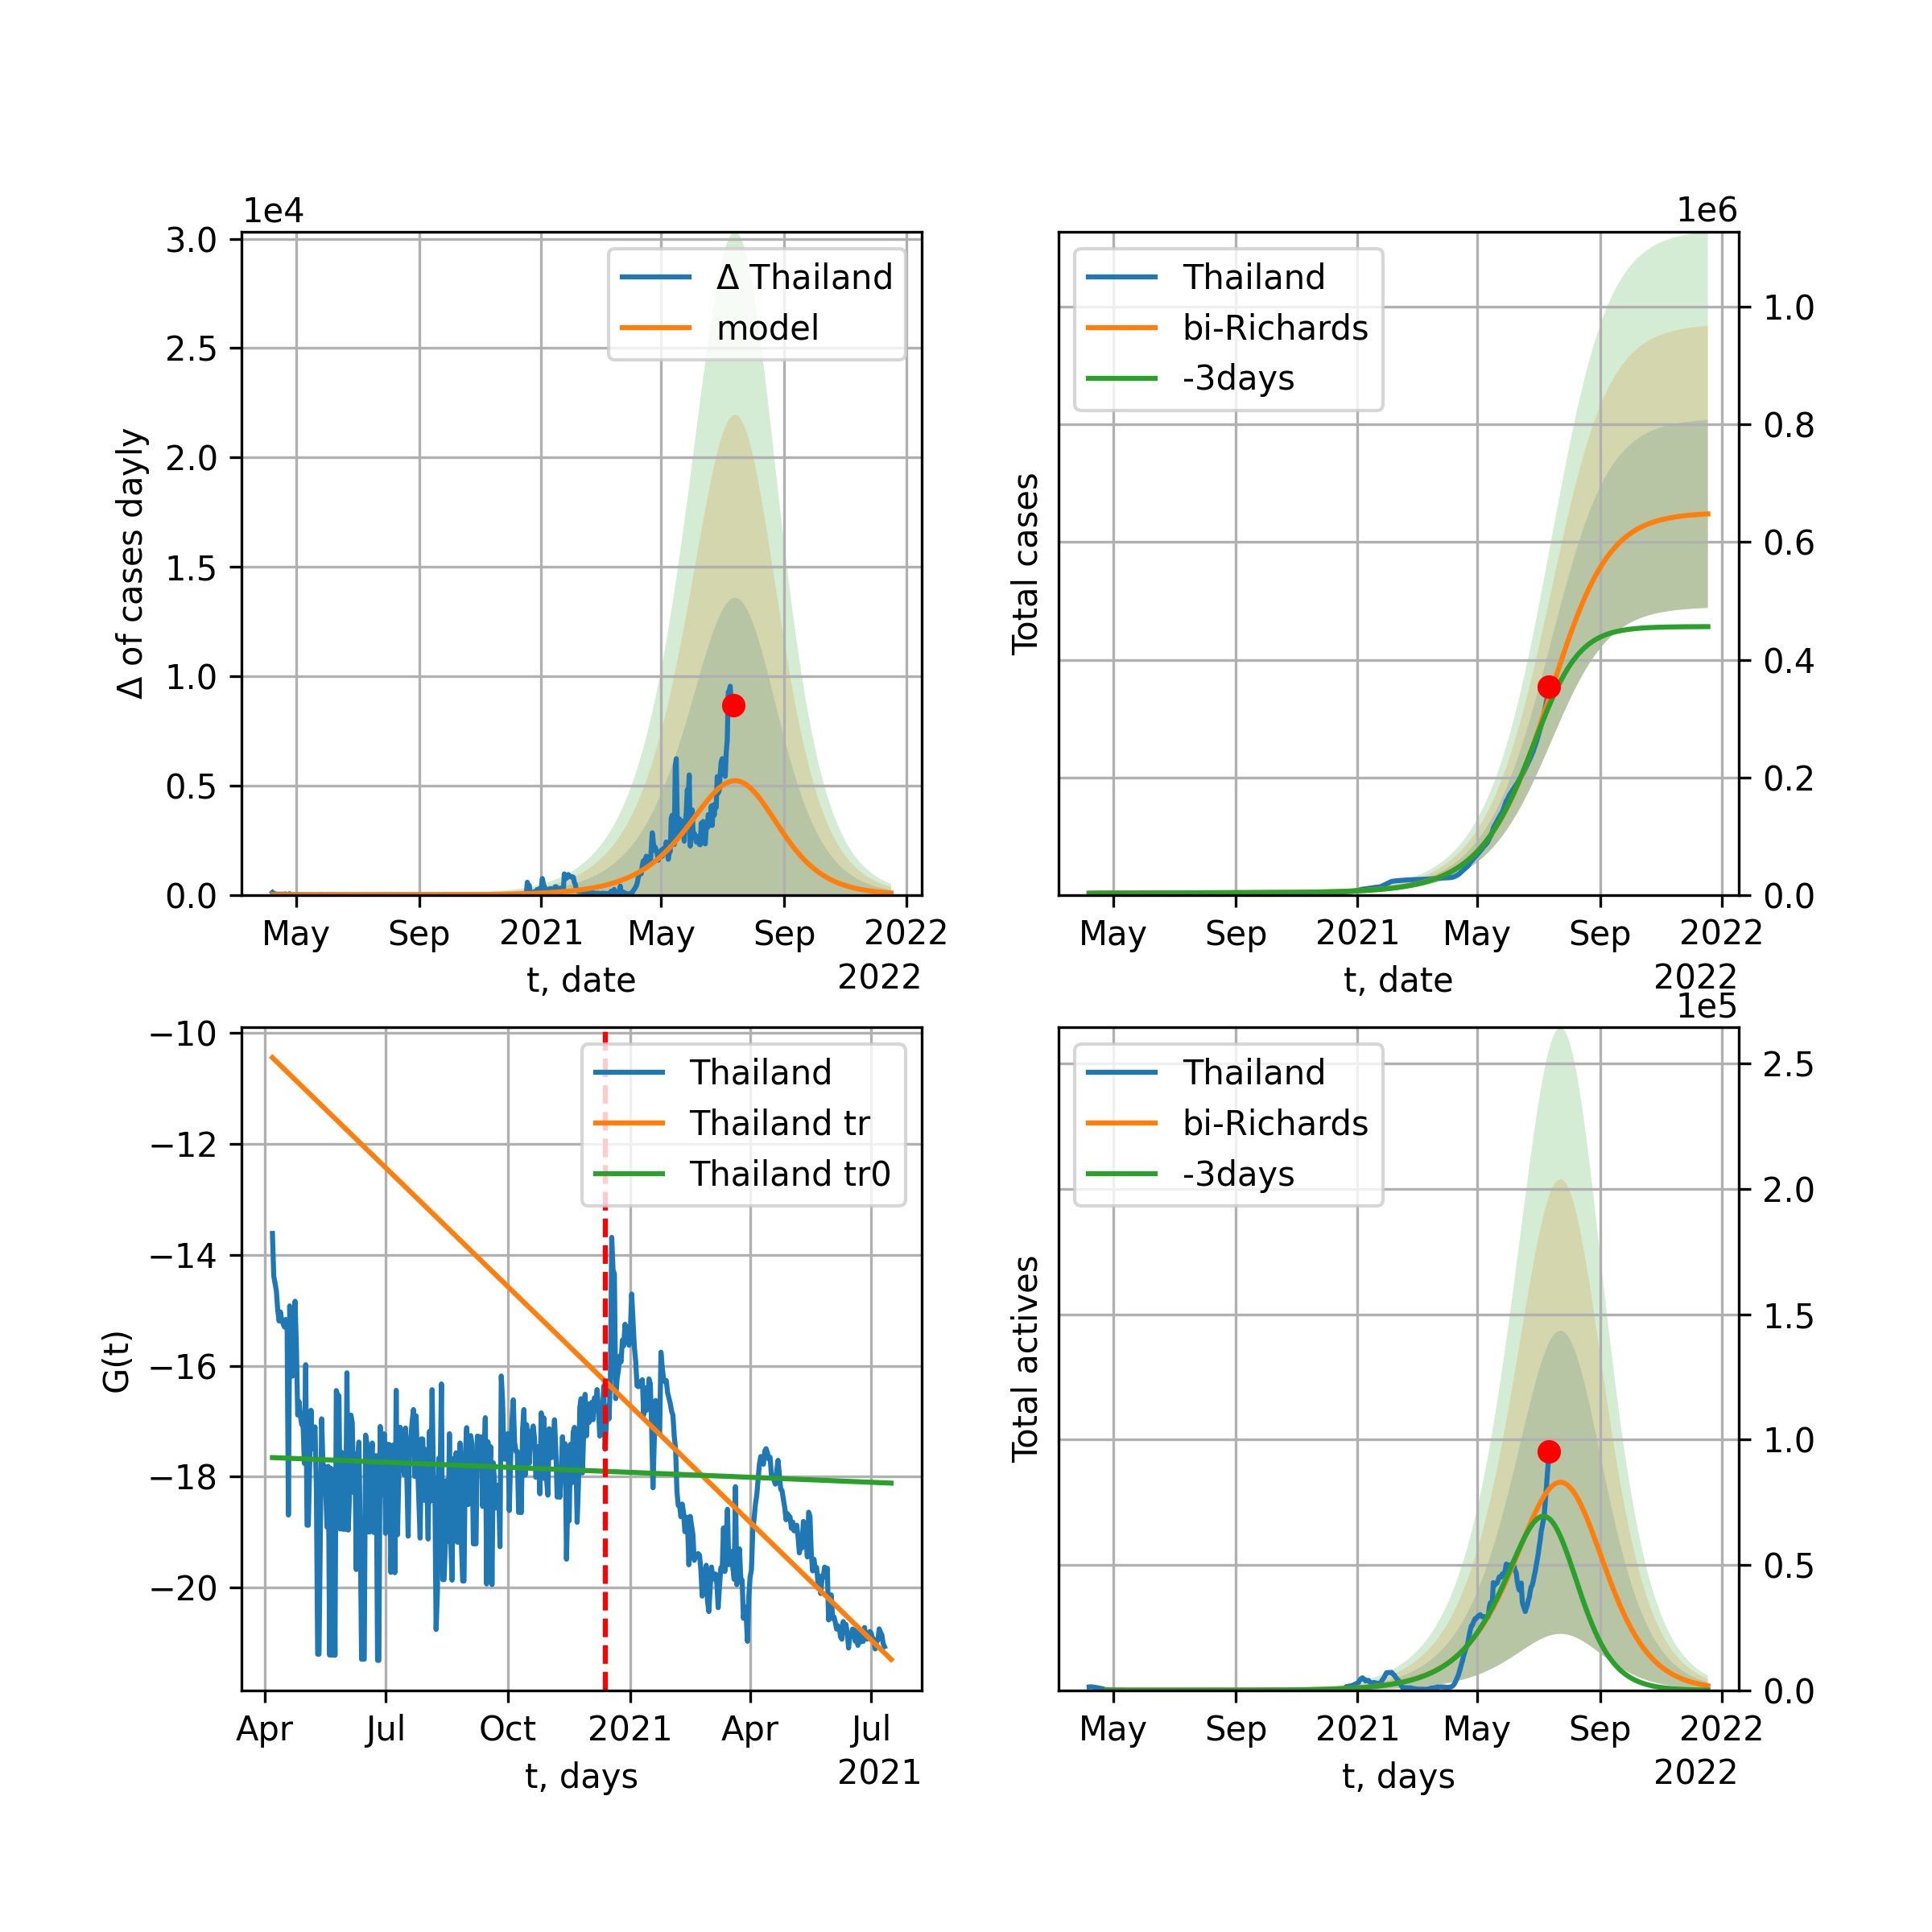 1e4
3.0
2.5
2.0
1.5
1.0
0.5
0.0
Δ of cases dayly
Δ Thailand
model
May Sep 2021 May Sep 2022
t, date
2022
1e6
Total cases
Thailand
bi-Richards
-3days
1.0
0.8
0.6
0.4
0.2
0.0
May Sep 2021 May Sep 2022
t, date
2022
−10
−12
−14
−16
−18
−20
G(t)
Thailand
Thailand tr
Thailand tr0
Apr Jul Oct 2021 Apr Jul
t, days
2021
1e5
Total actives
Thailand
bi-Richards
-3days
2.5
2.0
1.5
1.0
0.5
0.0
May Sep 2021 May Sep 2022
t, days
2022